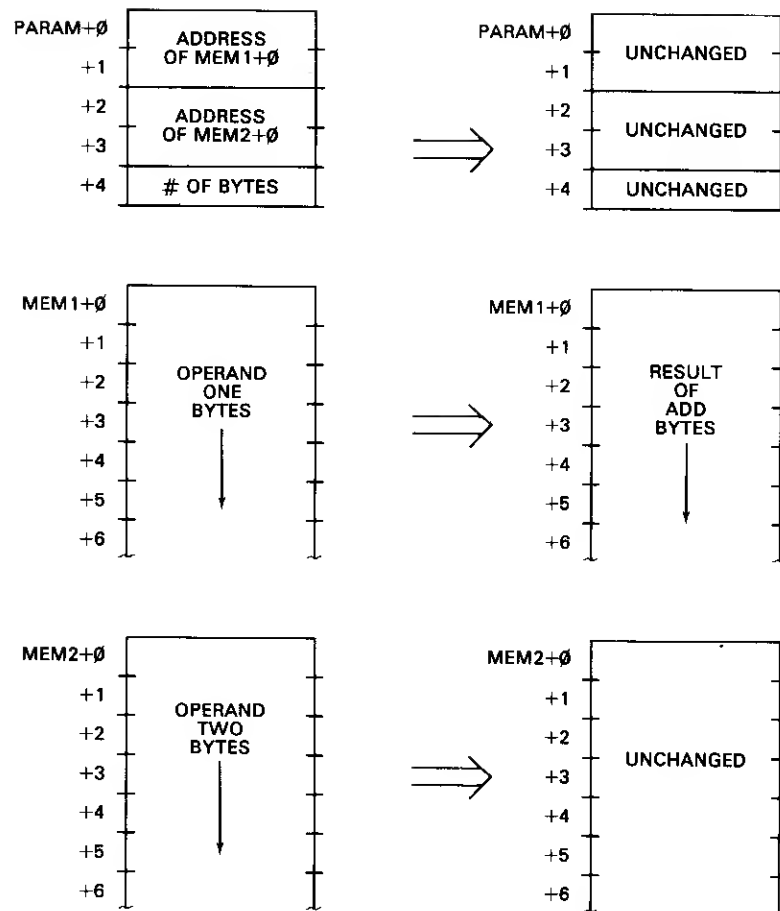 PARAM+Ø
+1
+2
+3
+4
ADDRESS
OF MEM1+Ø
ADDRESS
OF MEM2+Ø
# OF BYTES
PARAM+Ø
+1
+2
+3
+4
UNCHANGED
UNCHANGED
UNCHANGED
MEM1+Ø
+1
+2
+3
+4
+5
+6
OPERAND
ONE
BYTES
MEM1+Ø
+1
+2
+3
+4
+5
+6
RESULT
OF
ADD
BYTES
MEM2+Ø
+1
+2
+3
+4
+5
+6
OPERAND
TWO
BYTES
MEM2+Ø
+1
+2
+3
+4
+5
+6
UNCHANGED